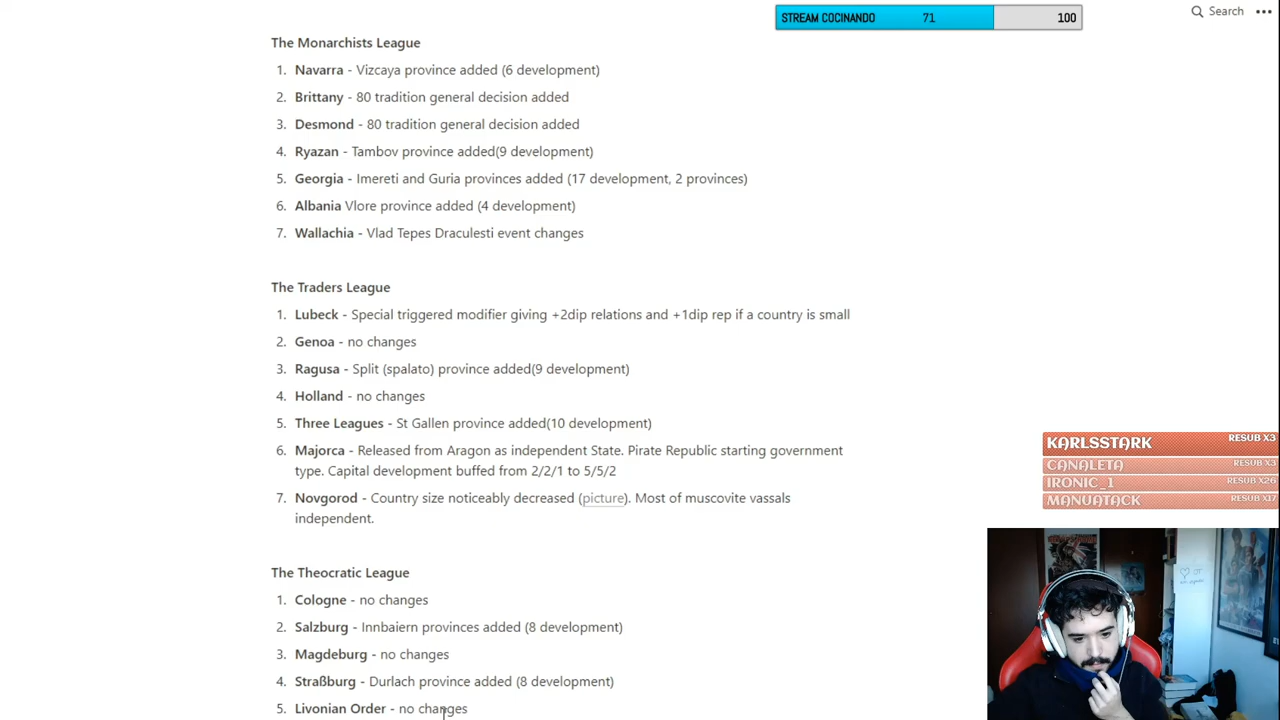 STREAM COCINANDO 71 100
Search
The Monarchists League
1. Navarra - Vizcaya province added (6 development)
2. Brittany - 80 tradition general decision added
3. Desmond - 80 tradition general decision added
4. Ryazan - Tambov province added(9 development)
5. Georgia - Imereti and Guria provinces added (17 development, 2 provinces)
6. Albania Vlore province added (4 development)
7. Wallachia - Vlad Tepes Draculesti event changes
The Traders League
1. Lubeck - Special triggered modifier giving +2dip relations and +1dip rep if a country is small
2. Genoa - no changes
3. Ragusa - Split (spalato) province added(9 development)
4. Holland - no changes
5. Three Leagues - St Gallen province added(10 development)
6. Majorca - Released from Aragon as independent State. Pirate Republic starting government
type. Capital development buffed from 2/2/1 to 5/5/2
7. Novgorod - Country size noticeably decreased (picture). Most of muscovite vassals
independent.
The Theocratic League
1. Cologne - no changes
2. Salzburg - Innbaiern provinces added (8 development)
3. Magdeburg - no changes
4. Straßburg - Durlach province added (8 development)
5. Livonian Order - no changes
KARLSSTARK RESUB X3
CANALETA RESUB X3
IRONIC_1 RESUB X26
MANUATACK RESUB X17